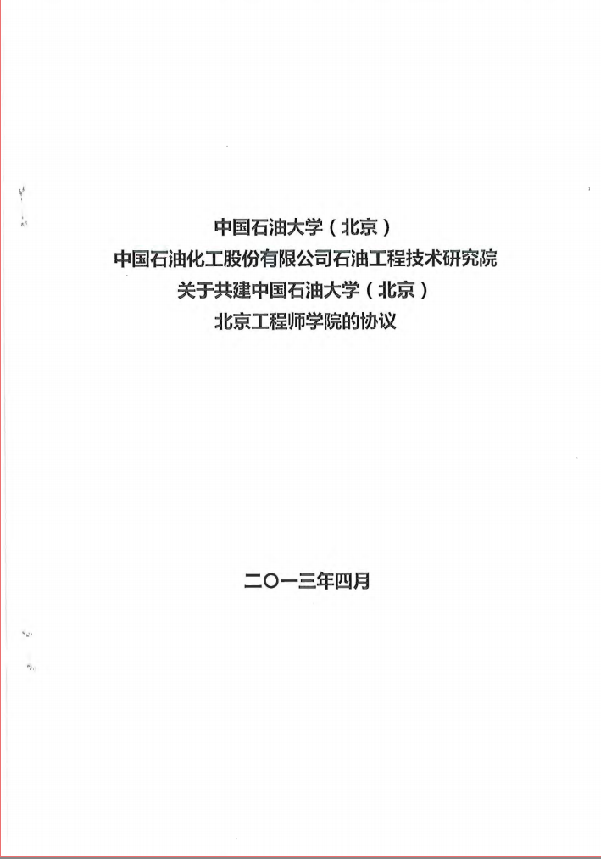 中国石油大学（北京）
中国石油化工股份有限公司石油工程技术研究院
关于共建中国石油大学（北京）
北京工程师学院的协议
二〇一三年四月